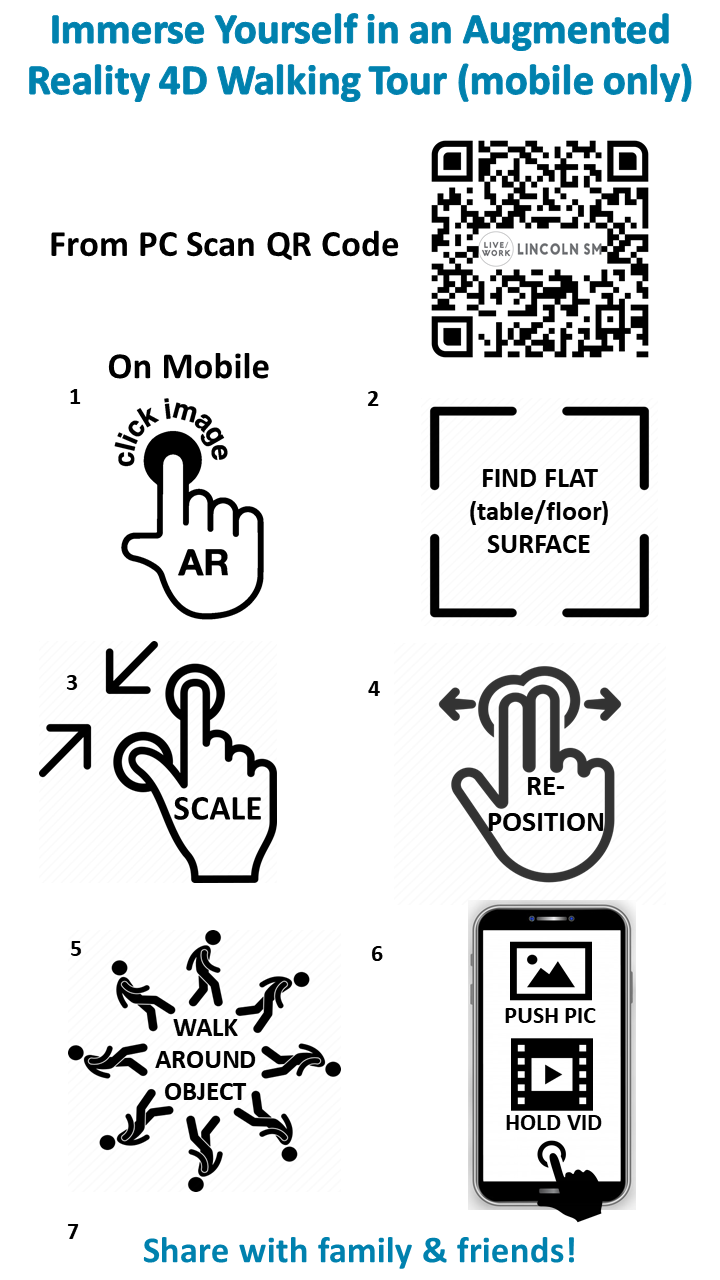 Immerse Yourself in an Augmented
Reality 4D Walking Tour (mobile only)
From PC Scan QR Code
LIVE/
WORK
LINCOLN SM
On Mobile
1
click image
AR
2
FIND FLAT
(table/floor)
SURFACE
3
SCALE
4
RE-
POSITION
5
WALK
AROUND
OBJECT
6
PUSH PIC
HOLD VID
7
Share with family & friends!